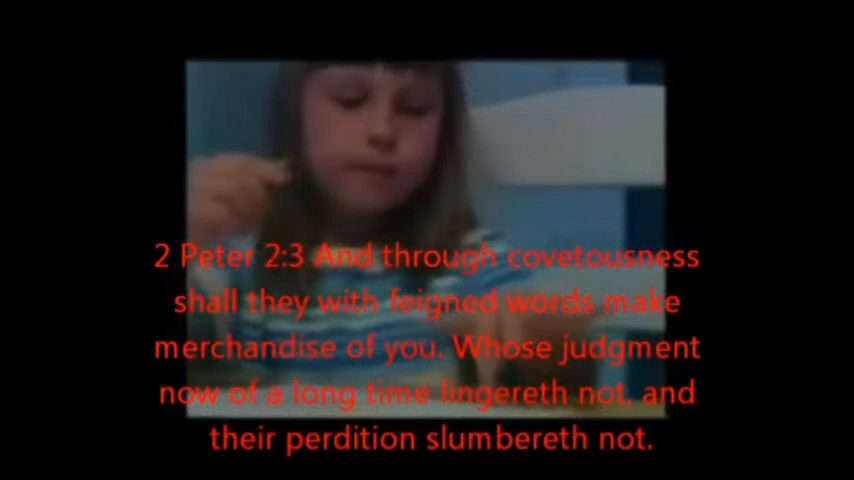 2 Peter 2:3 And through covetousness
shall they with feigned words make
merchandise of you. Whose judgment
now of a long time lingereth not, and
their perdition slumbereth not.